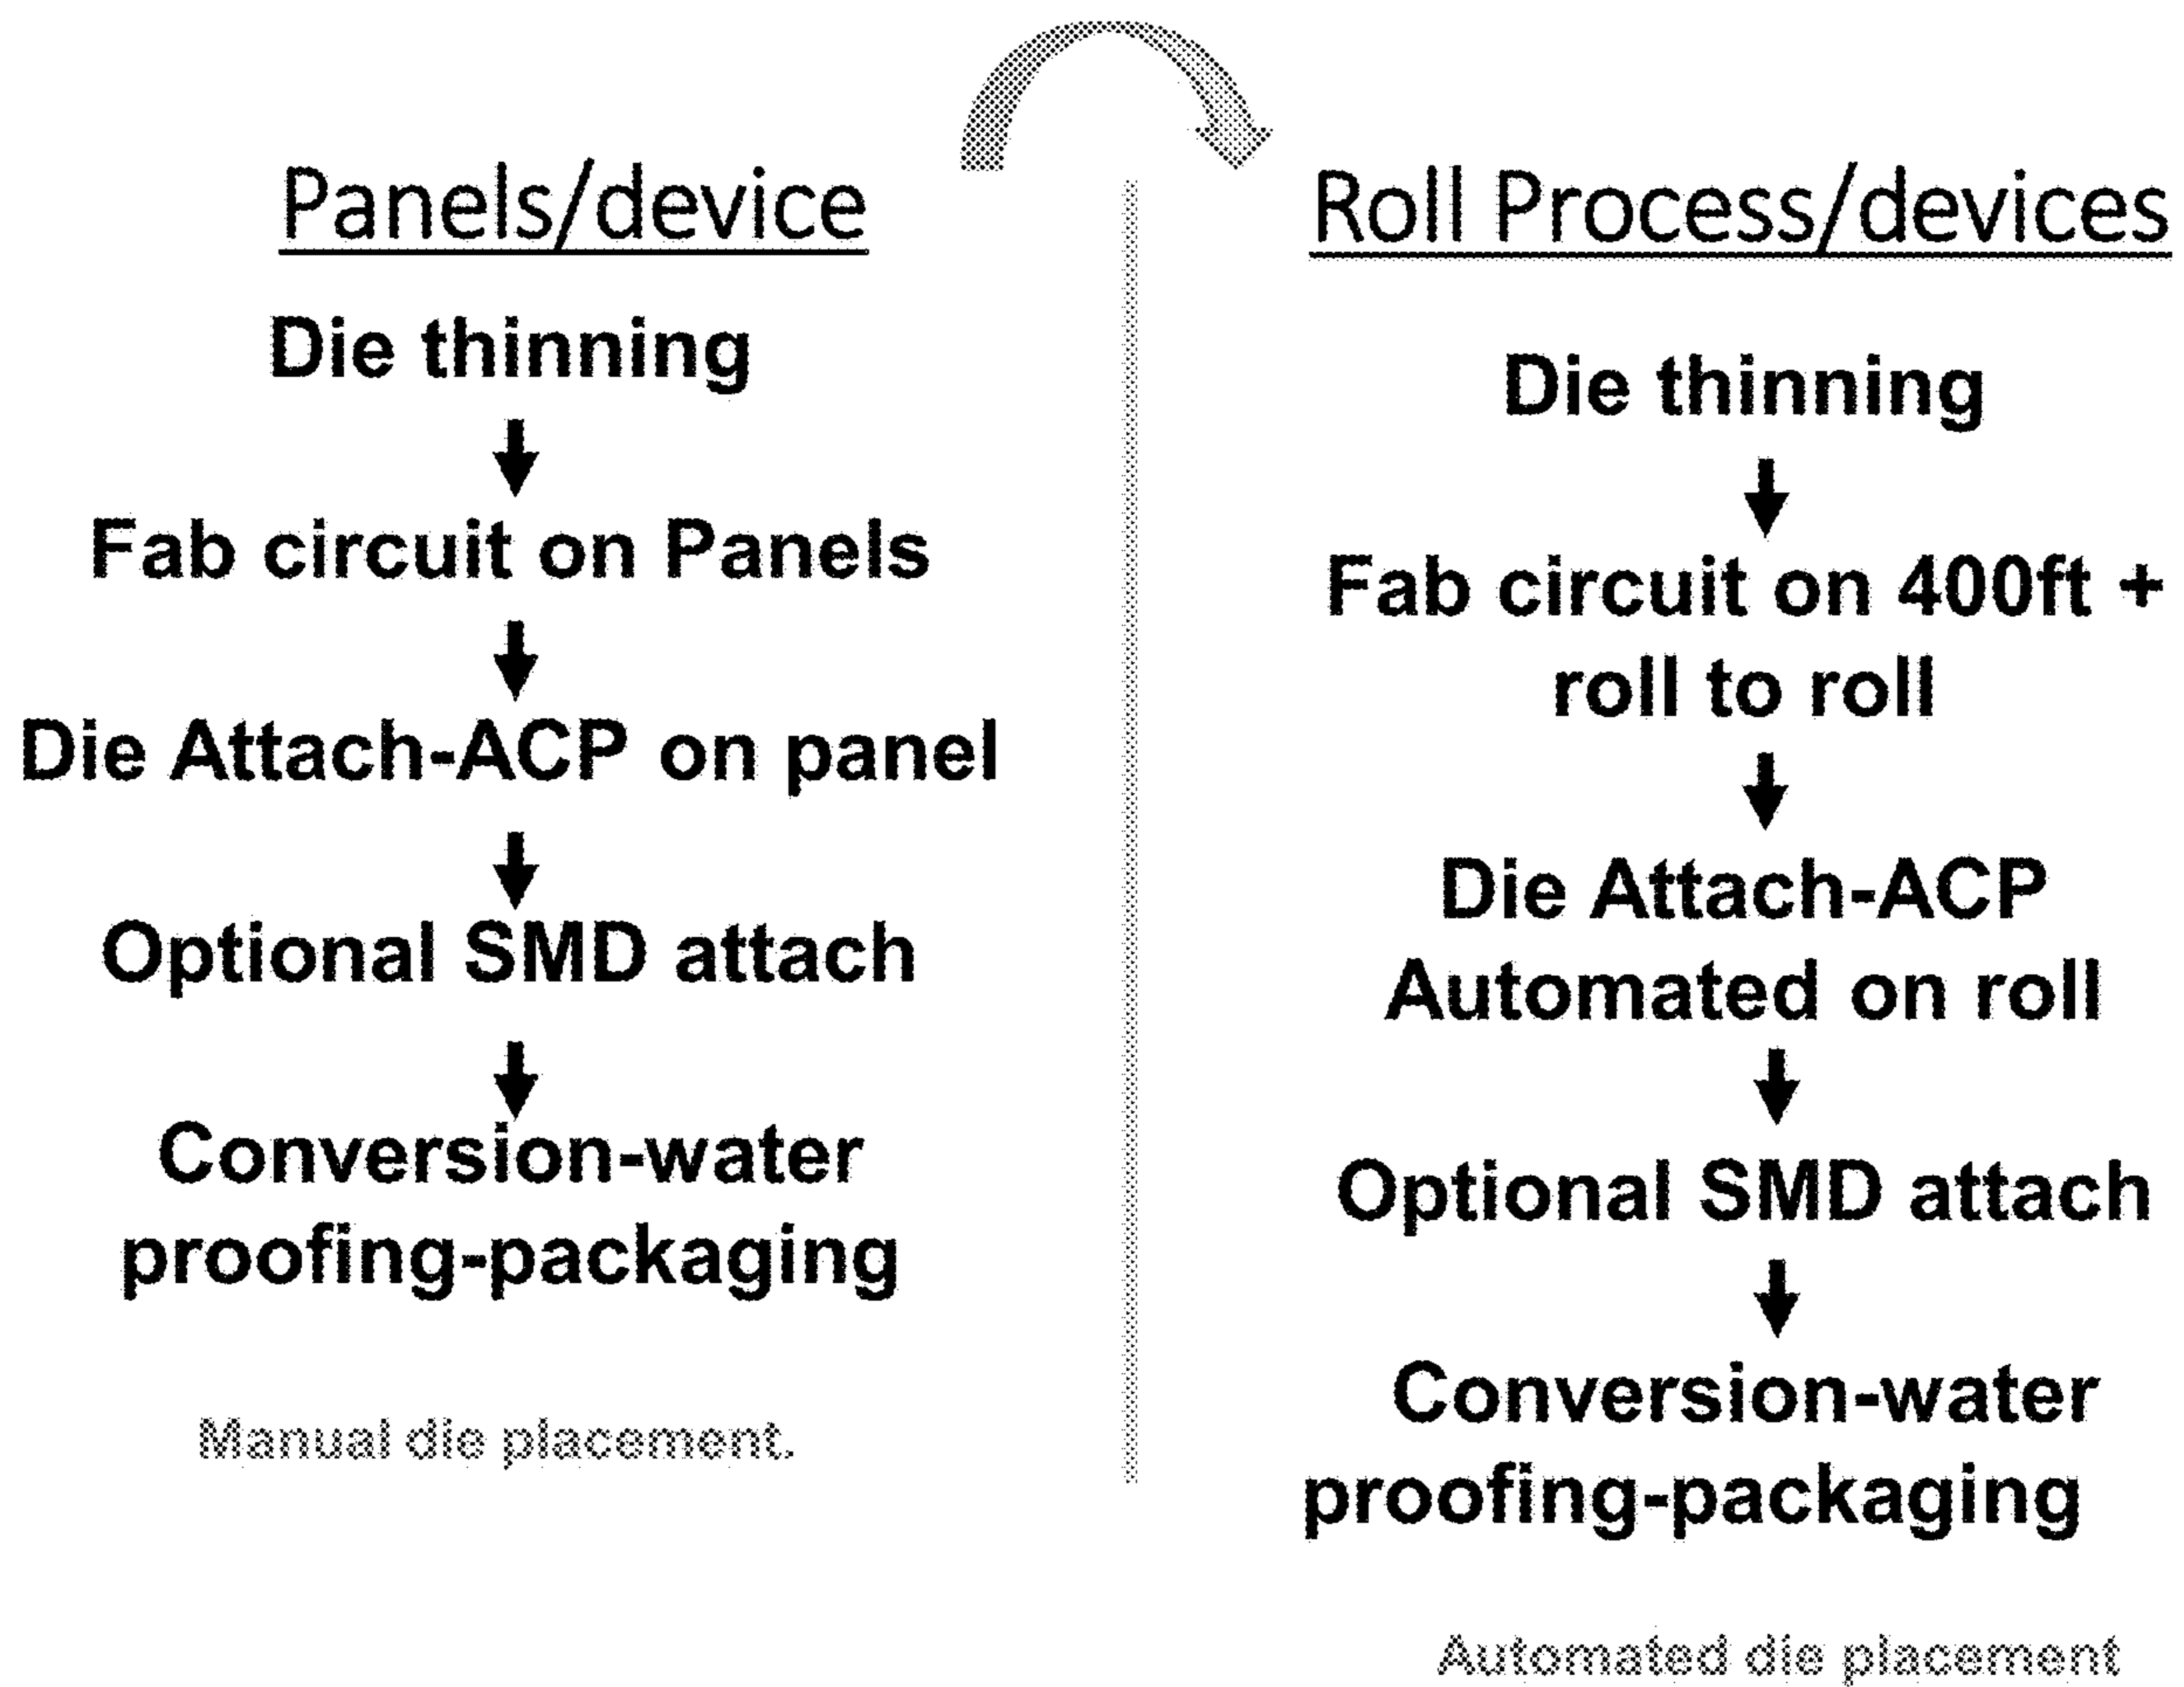 Panels/device
Die thinning
Fab circuit on Panels
Die Attach-ACP on panel
Optional SMD attach
Conversion-water
proofing-packaging
Manual die placement.
Roll Process/devices
Die thinning
Fab circuit on 400ft +
roll to roll
Die Attach-ACP
Automated on roll
Optional SMD attach
Conversion-water
proofing-packaging
Automated die placement